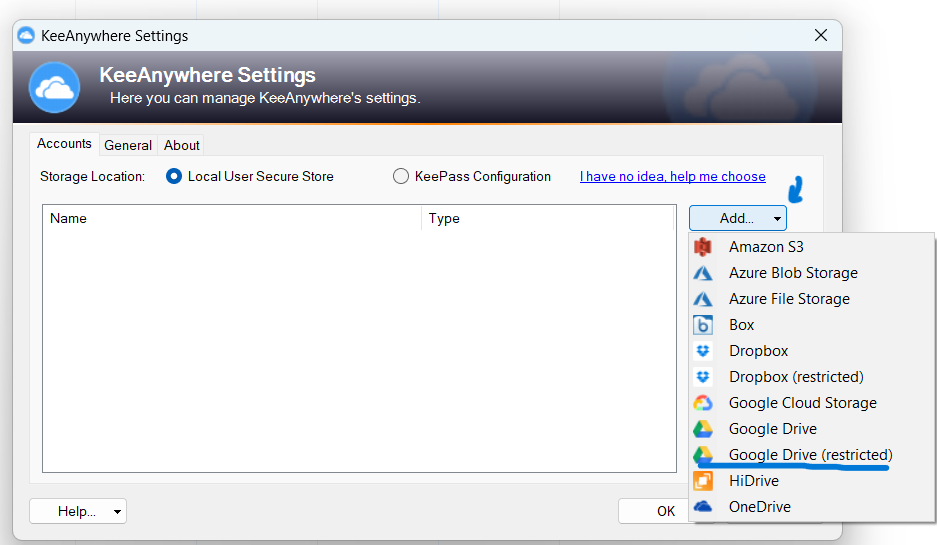 KeeAnywhere Settings
KeeAnywhere Settings
Here you can manage KeeAnywhere's settings.
Accounts General About
Storage Location: Local User Secure Store KeePass Configuration I have no idea, help me choose
Name Type Add...
Amazon S3
Azure Blob Storage
Azure File Storage
Box
Dropbox
Dropbox (restricted)
Google Cloud Storage
Google Drive
Google Drive (restricted)
HiDrive
OneDrive
Help... OK